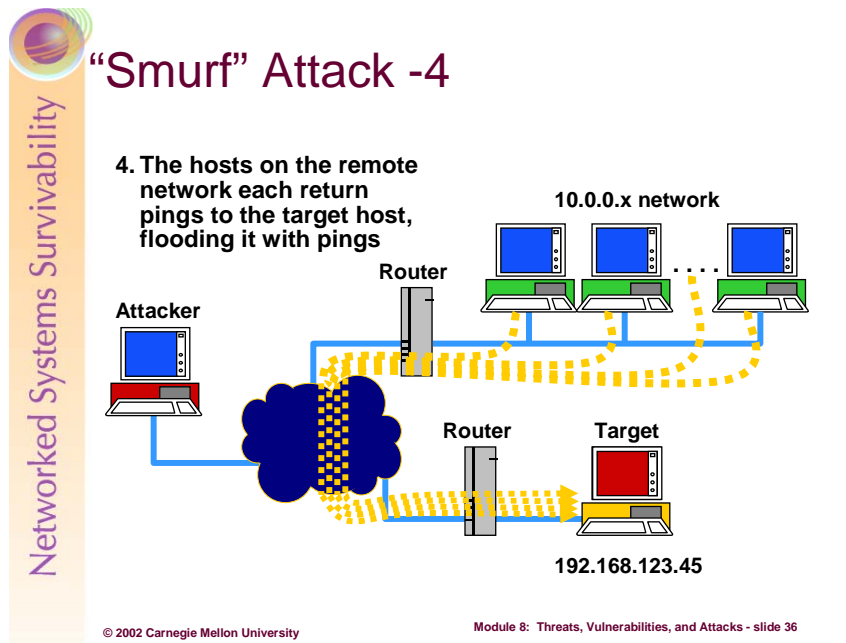 "Smurf" Attack -4
Networked Systems Survivability
4. The hosts on the remote
network each return
pings to the target host,
flooding it with pings
10.0.0.x network
. . . .
Router
Attacker
Router
Target
192.168.123.45
© 2002 Carnegie Mellon University
Module 8: Threats, Vulnerabilities, and Attacks - slide 36